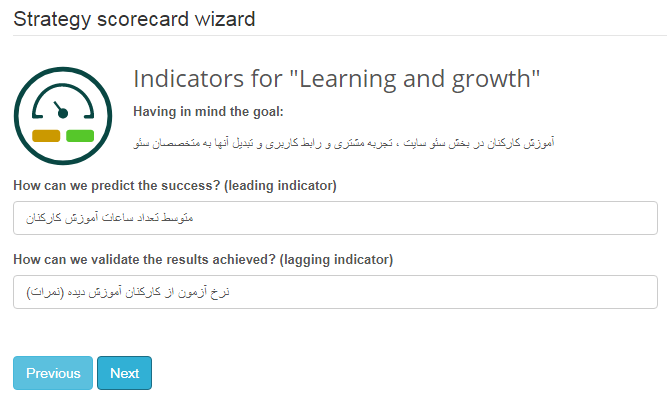 Strategy scorecard wizard
Indicators for "Learning and growth"
Having in mind the goal:
آموزش کارکنان در بخش سئو سایت ، تجربه مشتری و رابط کاربری و تبدیل آنها به متخصصان سئو
How can we predict the success? (leading indicator)
متوسط تعداد ساعات آموزش کارکنان
How can we validate the results achieved? (lagging indicator)
نرخ آزمون از کارکنان آموزش دیده (نمرات)
Previous Next